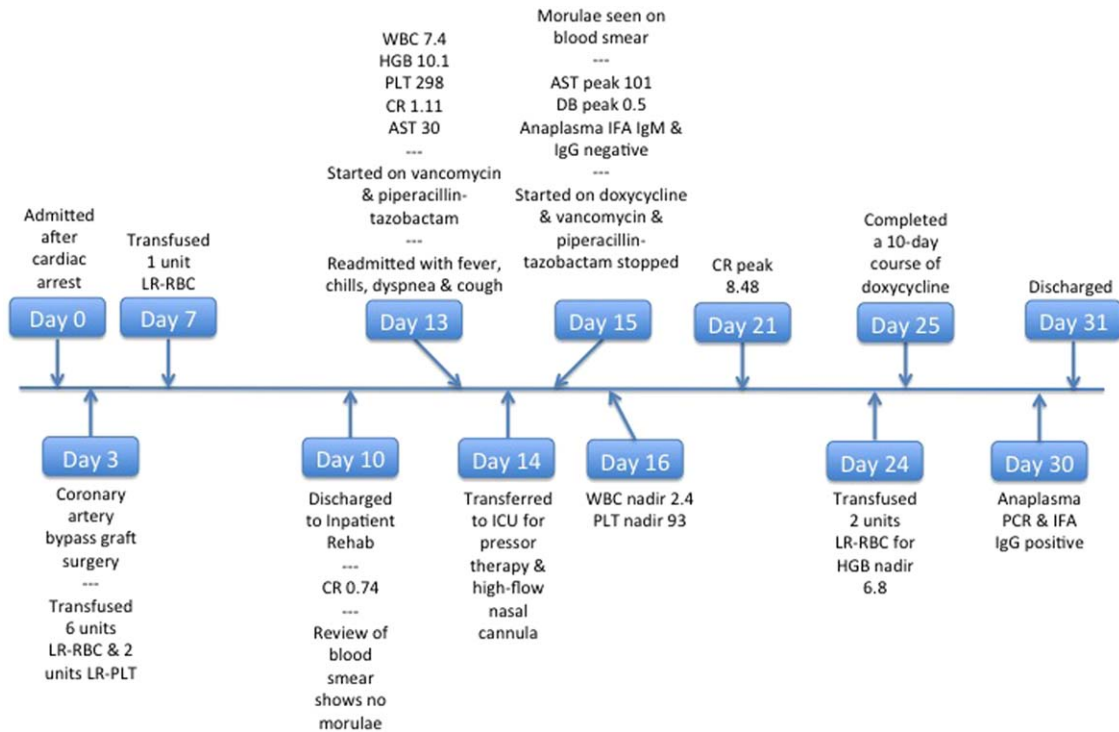 Admitted
after
cardiac
arrest
Day 0
Transfused
1 unit
LR-RBC
Day 7
WBC 7.4
HGB 10.1
PLT 298
CR 1.11
AST 30
---
Started on vancomycin
& piperacillin-
tazobactam
---
Readmitted with fever,
chills, dyspnea & cough
Day 13
Morulae seen on
blood smear
---
AST peak 101
DB peak 0.5
Anaplasma IFA IgM &
IgG negative
---
Started on doxycycline
& vancomycin &
piperacillin-
tazobactam stopped
Day 15
CR peak
8.48
Day 21
Completed
a 10-day
course of
doxycycline
Day 25
Discharged
Day 31
Day 3
Coronary
artery
bypass graft
surgery
---
Transfused
6 units
LR-RBC & 2
units LR-PLT
Day 10
Discharged
to Inpatient
Rehab
---
CR 0.74
---
Review of
blood
smear
shows no
morulae
Day 14
Transferred
to ICU for
pressor
therapy &
high-flow
nasal
cannula
Day 16
WBC nadir 2.4
PLT nadir 93
Day 24
Transfused
2 units
LR-RBC for
HGB nadir
6.8
Day 30
Anaplasma
PCR & IFA
IgG positive